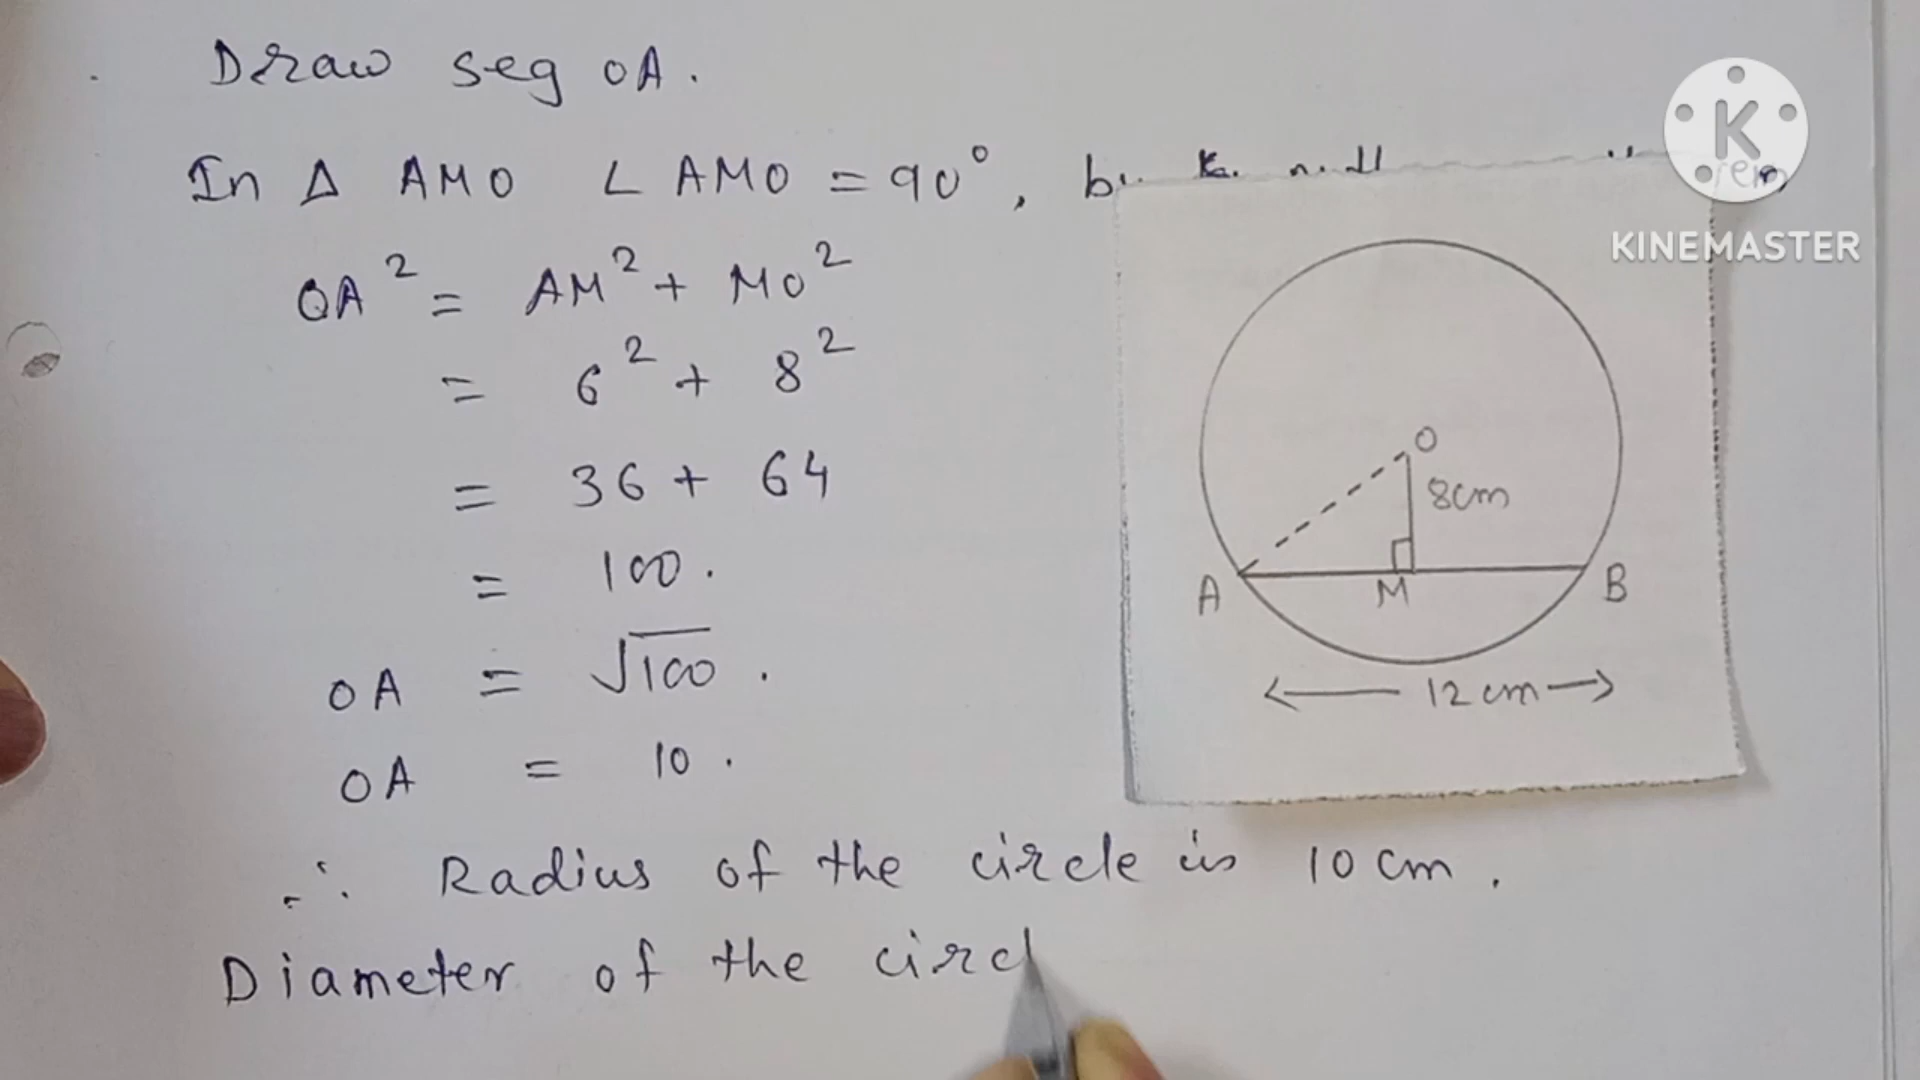 Draw seg OA.
In Δ AMO ∠AMO = 90°,
OA² = AM² + MO²
= 6² + 8²
= 36 + 64
= 100.
OA = √100.
OA = 10.
∴ Radius of the circle is 10 cm.
Diameter of the circl
O
8cm
A M B
12 cm
K
KINEMASTER